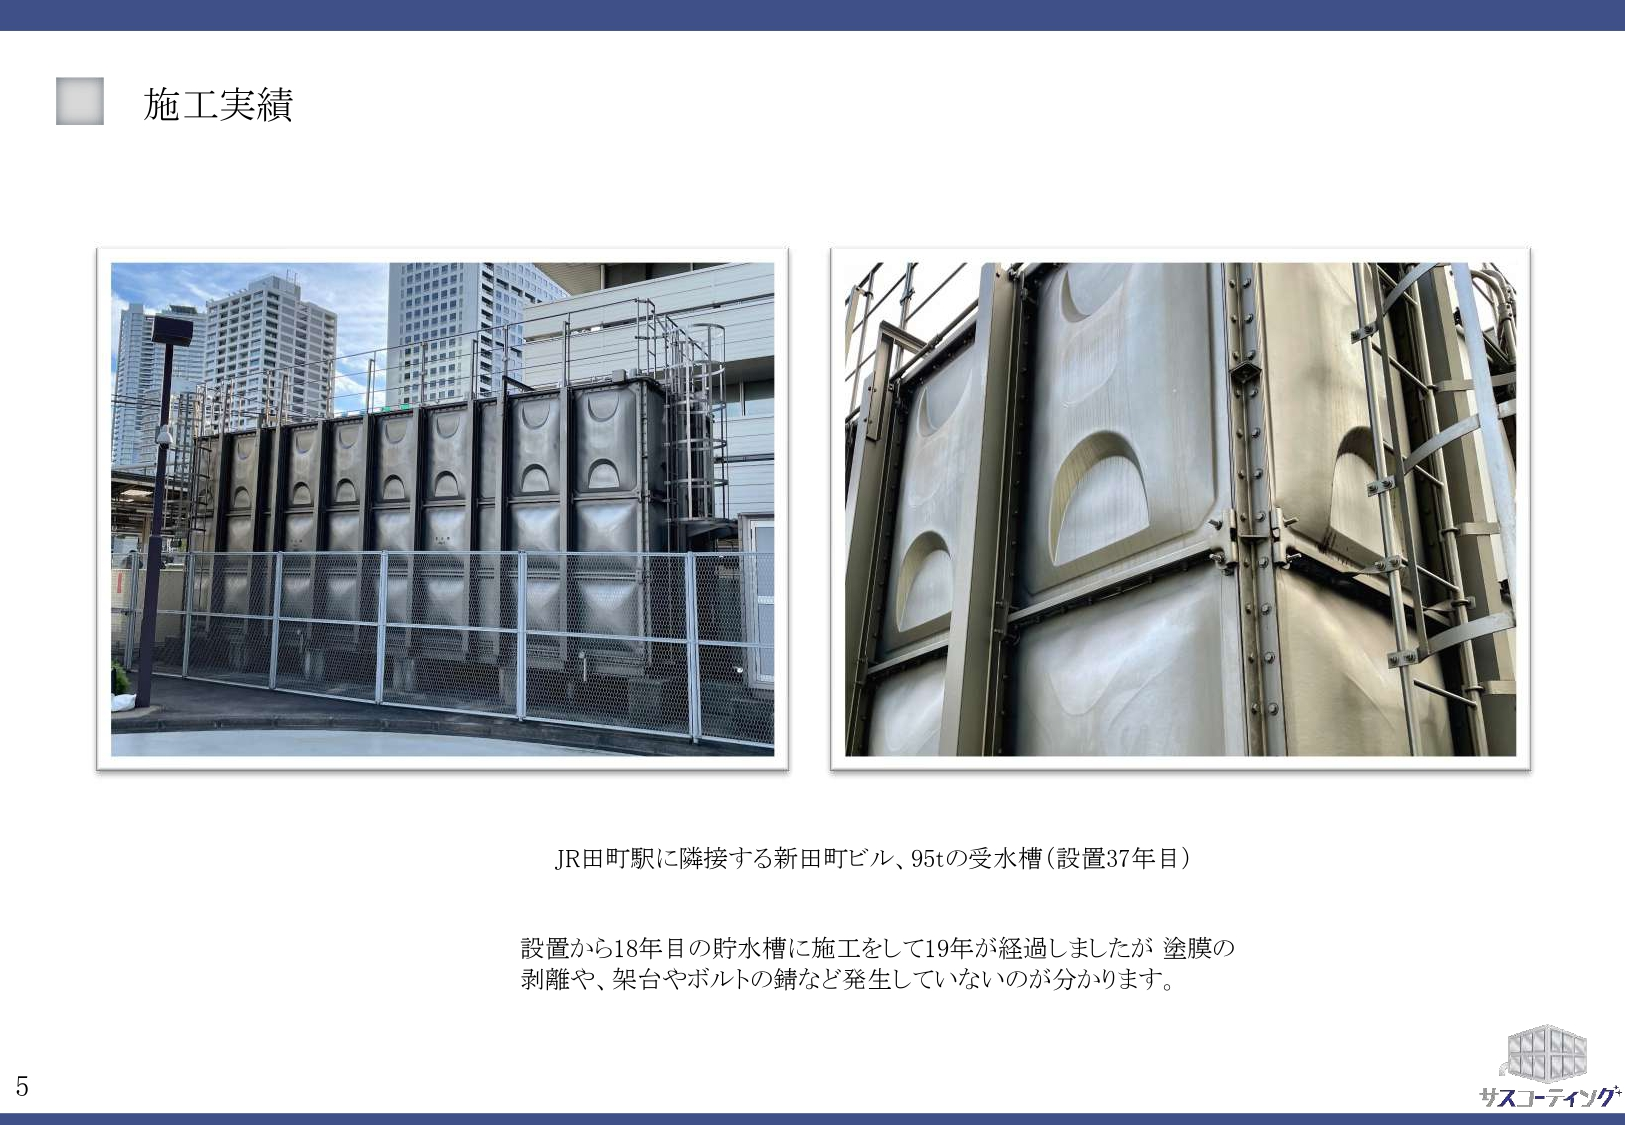 施工実績
JR田町駅に隣接する新田町ビル、95tの受水槽（設置37年目）
設置から18年目の貯水槽に施工をして19年が経過しましたが 塗膜の
剥離や、架台やボルトの錆など発生していないのが分かります。
5
サスコーティング